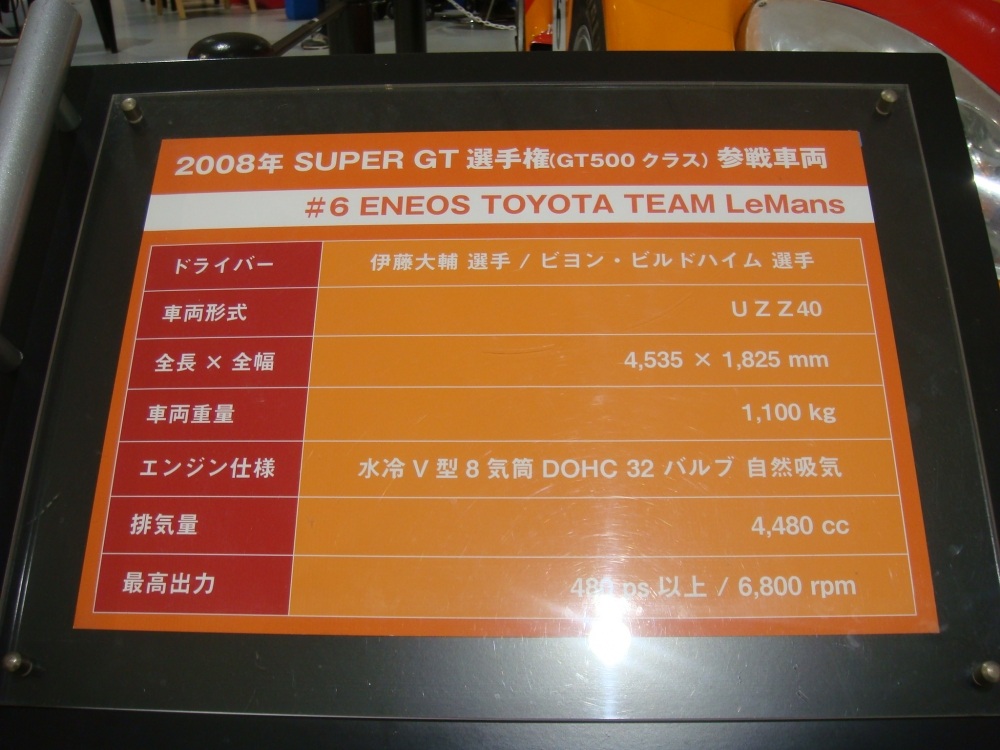 2008年 SUPER GT 選手権(GT500 クラス) 参戦車両
#6 ENEOS TOYOTA TEAM LeMans
ドライバー 伊藤大輔 選手 / ビヨン・ビルドハイム 選手
車両形式 UZZ40
全長 × 全幅 4,535 × 1,825 mm
車両重量 1,100 kg
エンジン仕様 水冷 V 型 8 気筒 DOHC 32 バルブ 自然吸気
排気量 4,480 cc
最高出力 480 ps 以上 / 6,800 rpm